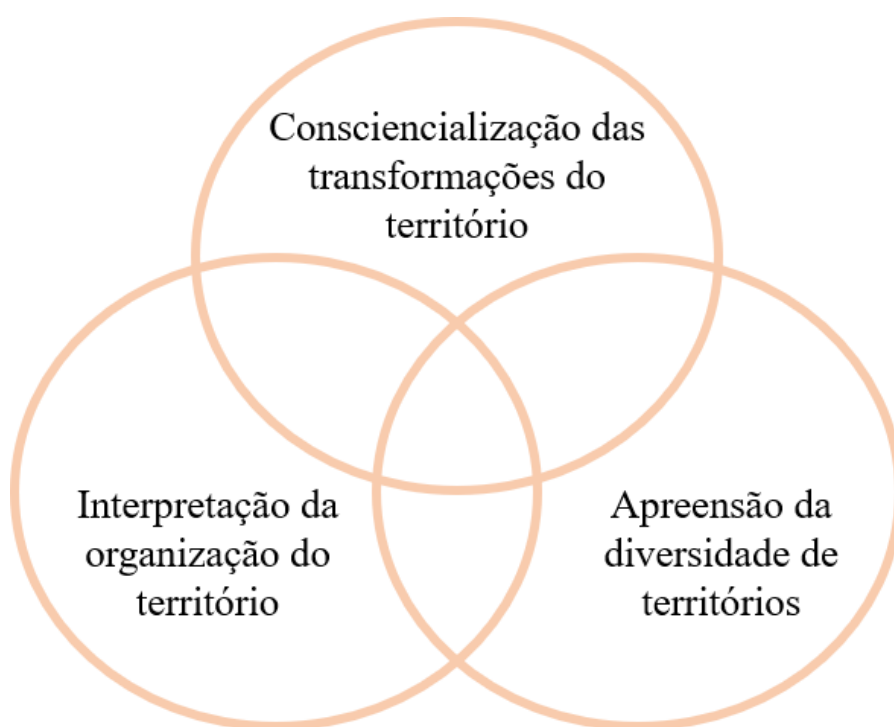 Consciencialização das
transformações do
território
Interpretação da
organização do
território
Apreensão da
diversidade de
territórios